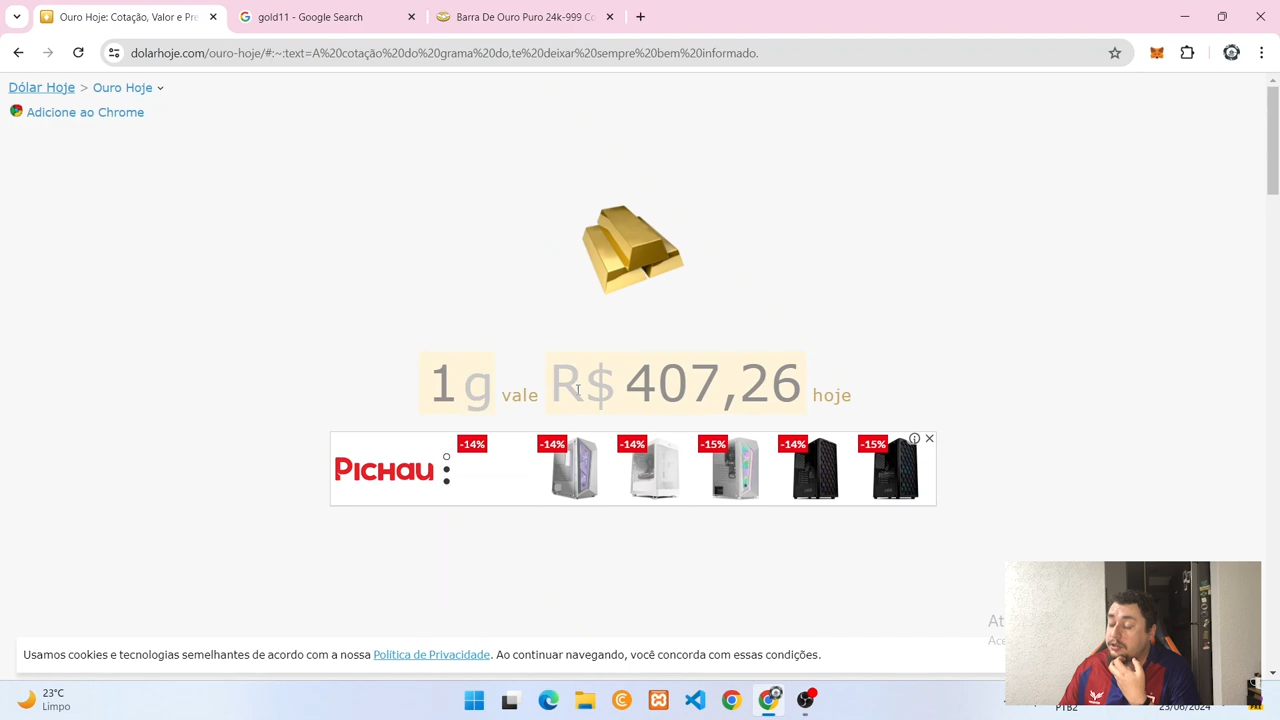 Ouro Hoje: Cotação, Valor e Pre
gold11 - Google Search
Barra De Ouro Puro 24k-999 Co
dolarhoje.com/ouro-hoje/#:~:text=A%20cotação%20do%20grama%20do,te%20deixar%20sempre%20bem%20informado.
Dólar Hoje > Ouro Hoje
Adicione ao Chrome
1 g vale R$ 407,26 hoje
PICHAU
-14% -14% -14% -15% -14% -15%
Usamos cookies e tecnologias semelhantes de acordo com a nossa Política de Privacidade. Ao continuar navegando, você concorda com essas condições.
23°C
Limpo
PTB2
23/06/2024